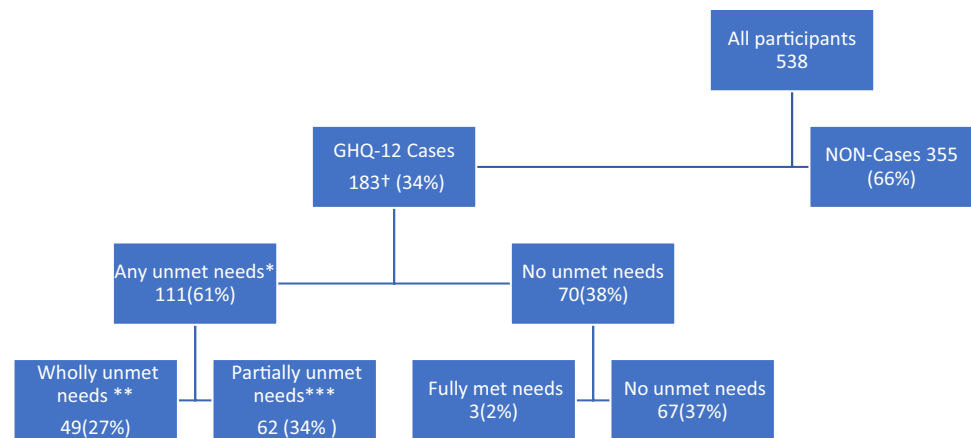 All participants
538
GHQ-12 Cases
183† (34%)
NON-Cases 355
(66%)
Any unmet needs*
111(61%)
No unmet needs
70(38%)
Wholly unmet
needs **
49(27%)
Partially unmet
needs***
62 (34% )
Fully met needs
3(2%)
No unmet needs
67(37%)